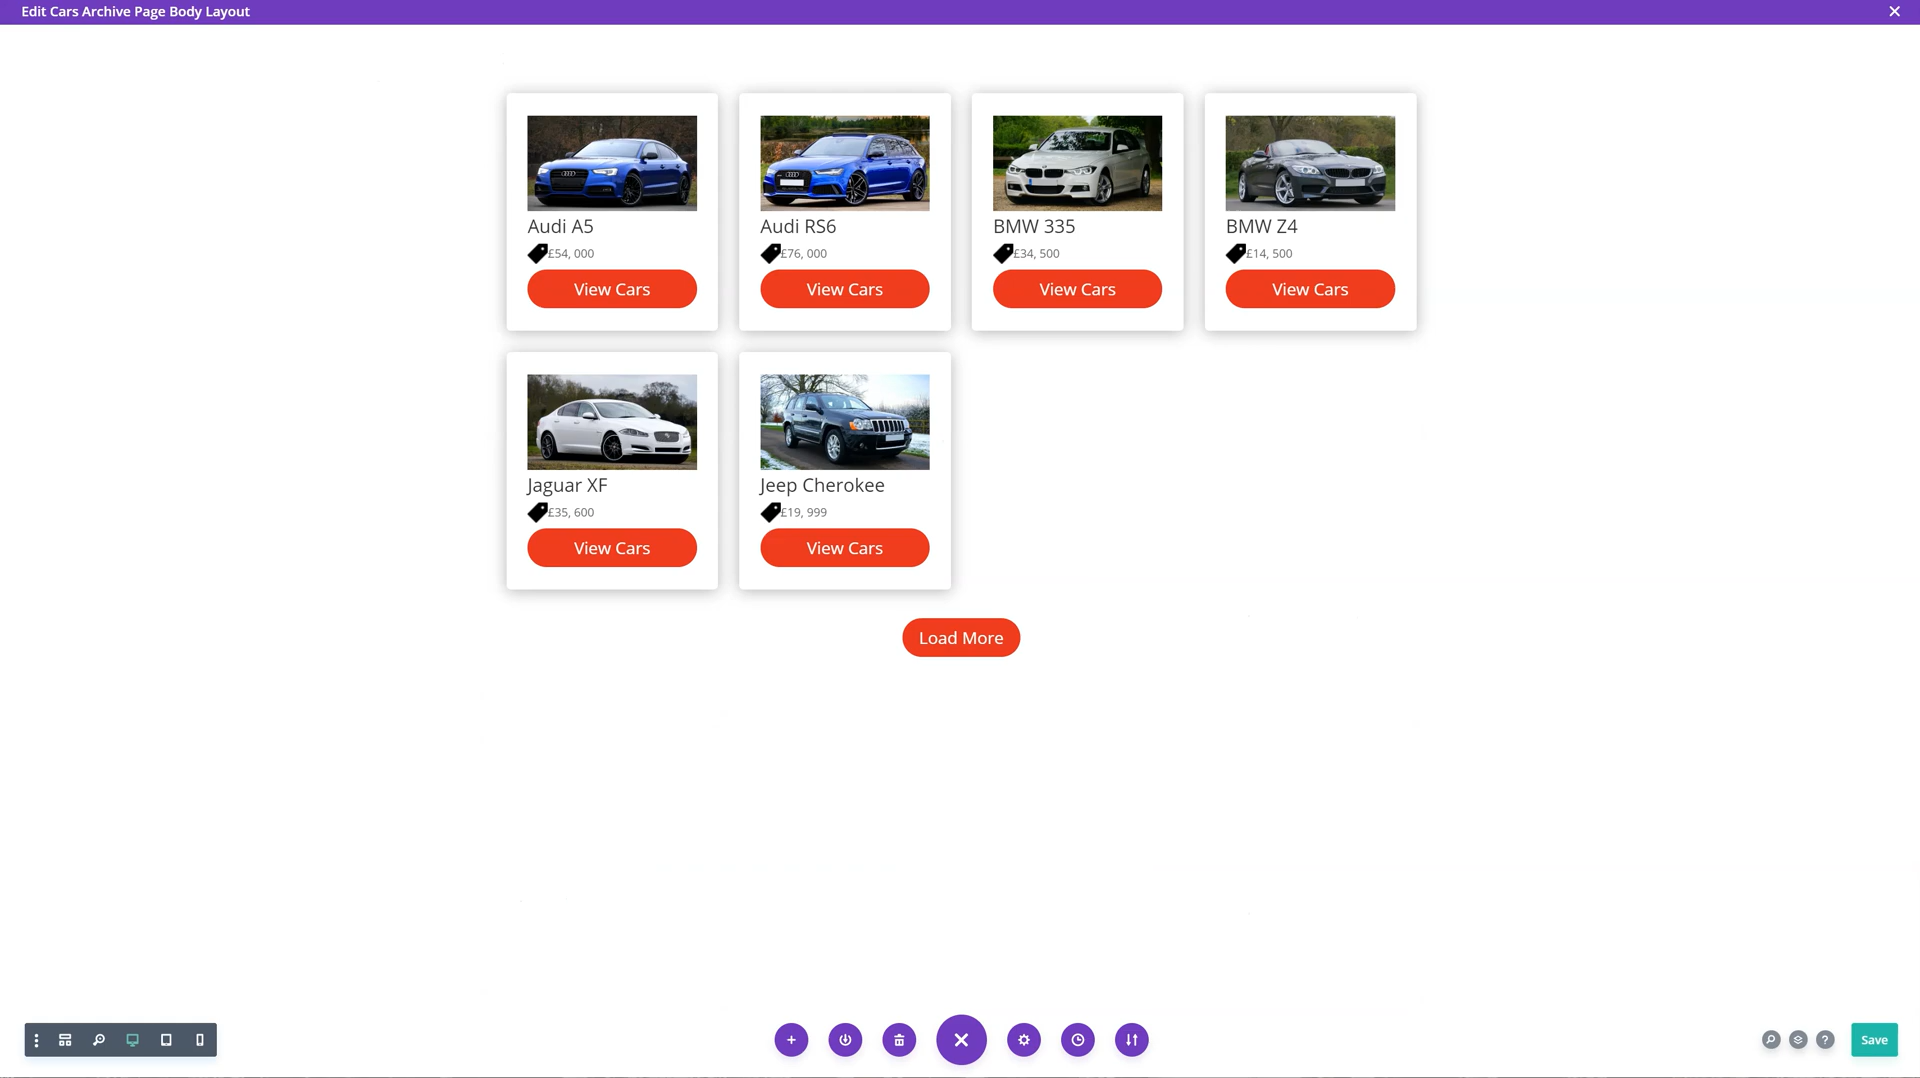 Edit Cars Archive Page Body Layout
Audi A5
£54, 000
View Cars
Audi RS6
£76, 000
View Cars
BMW 335
£34, 500
View Cars
BMW Z4
£14, 500
View Cars
Jaguar XF
£35, 600
View Cars
Jeep Cherokee
£19, 999
View Cars
Load More
Save